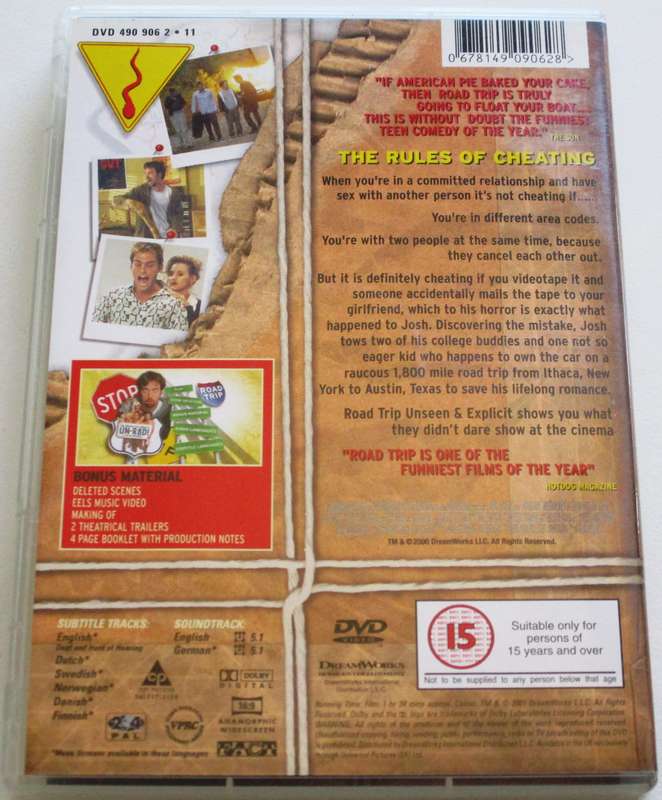 DVD 490 906 2 • 11
0 678149 090628 >
"IF AMERICAN PIE BAKED YOUR CAKE,
THEN ROAD TRIP IS TRULY
GOING TO FLOAT YOUR BOAT....
THIS IS WITHOUT DOUBT THE FUNNIEST
TEEN COMEDY OF THE YEAR."
THE SUN
THE RULES OF CHEATING
When you're in a committed relationship and have
sex with another person it's not cheating if.....
You're in different area codes.
You're with two people at the same time, because
they cancel each other out.
But it is definitely cheating if you videotape it and
someone accidentally mails the tape to your
girlfriend, which to his horror is exactly what
happened to Josh. Discovering the mistake, Josh
tows two of his college buddies and one not so
eager kid who happens to own the car on a
raucous 1,800 mile road trip from Ithaca, New
York to Austin, Texas to save his lifelong romance.
Road Trip Unseen & Explicit shows you what
they didn't dare show at the cinema
"ROAD TRIP IS ONE OF THE
FUNNIEST FILMS OF THE YEAR"
HOTDOG MAGAZINE
TM & © 2000 DreamWorks LLC. All Rights Reserved.
STOP
ROAD
TRIP
BONUS MATERIAL
DELETED SCENES
EELS MUSIC VIDEO
MAKING OF
2 THEATRICAL TRAILERS
4 PAGE BOOKLET WITH PRODUCTION NOTES
SUBTITLE TRACKS:
English*
Deaf and Hard of Hearing
Dutch*
Swedish*
Norwegian*
Danish*
Finnish*
*Menu Screens available in these languages
SOUNDTRACK:
English 5.1
German* 5.1
DOLBY
DIGITAL
16:9
ANAMORPHIC
WIDESCREEN
PAL
VPRC
FACT
DVD
VIDEO
DREAMWORKS
15
Suitable only for
persons of
15 years and over
Not to be supplied to any person below that age